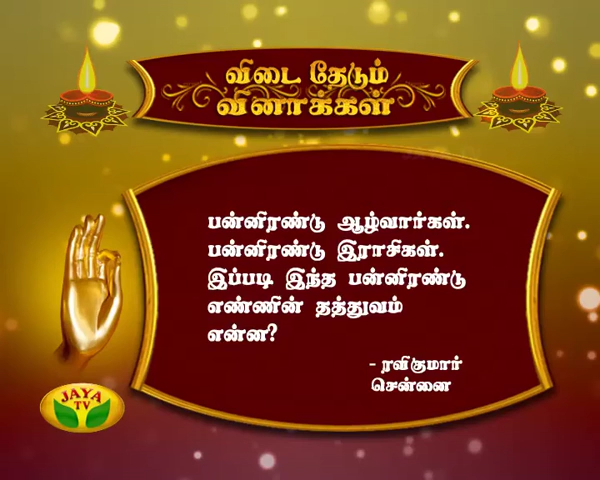 விடை தேடும்
வினாக்கள்
பன்னிரண்டு ஆழ்வார்கள்.
பன்னிரண்டு இராசிகள்.
இப்படி இந்த பன்னிரண்டு
எண்ணின் தத்துவம்
என்ன?
- ரவிகுமார்
சென்னை
JAYA
TV